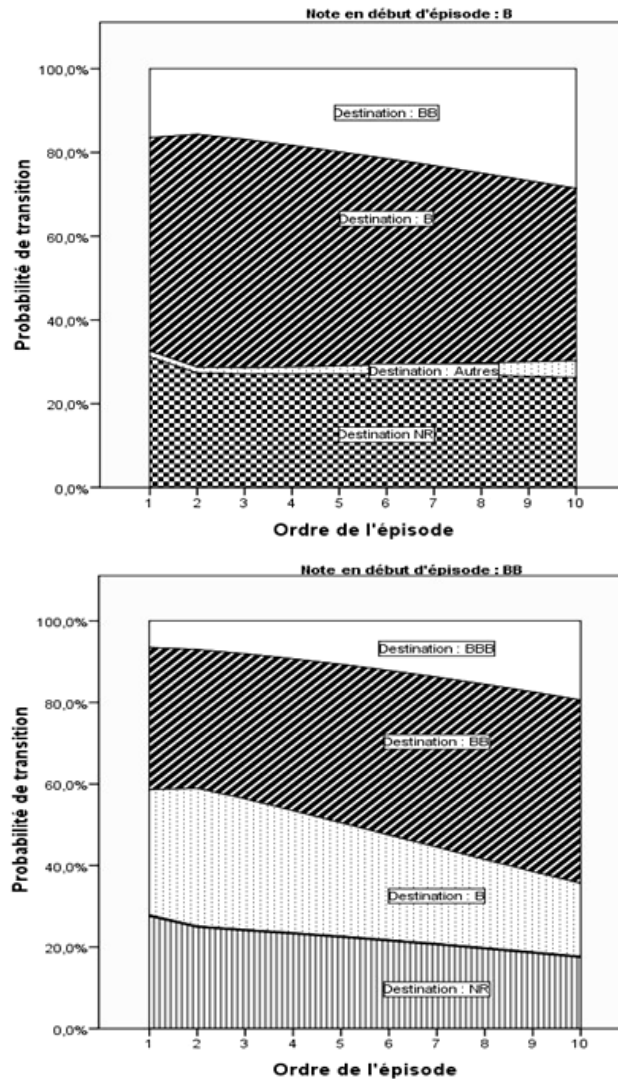 Note en début d'épisode : B
100,0%
80,0%
60,0%
40,0%
20,0%
0,0%
Probabilité de transition
Destination : BB
Destination : B
Destination : Autres
Destination NR
1 2 3 4 5 6 7 8 9 10
Ordre de l'épisode
Note en début d'épisode : BB
100,0%
80,0%
60,0%
40,0%
20,0%
0,0%
Probabilité de transition
Destination : BBB
Destination : BB
Destination : B
Destination : NR
1 2 3 4 5 6 7 8 9 10
Ordre de l'épisode